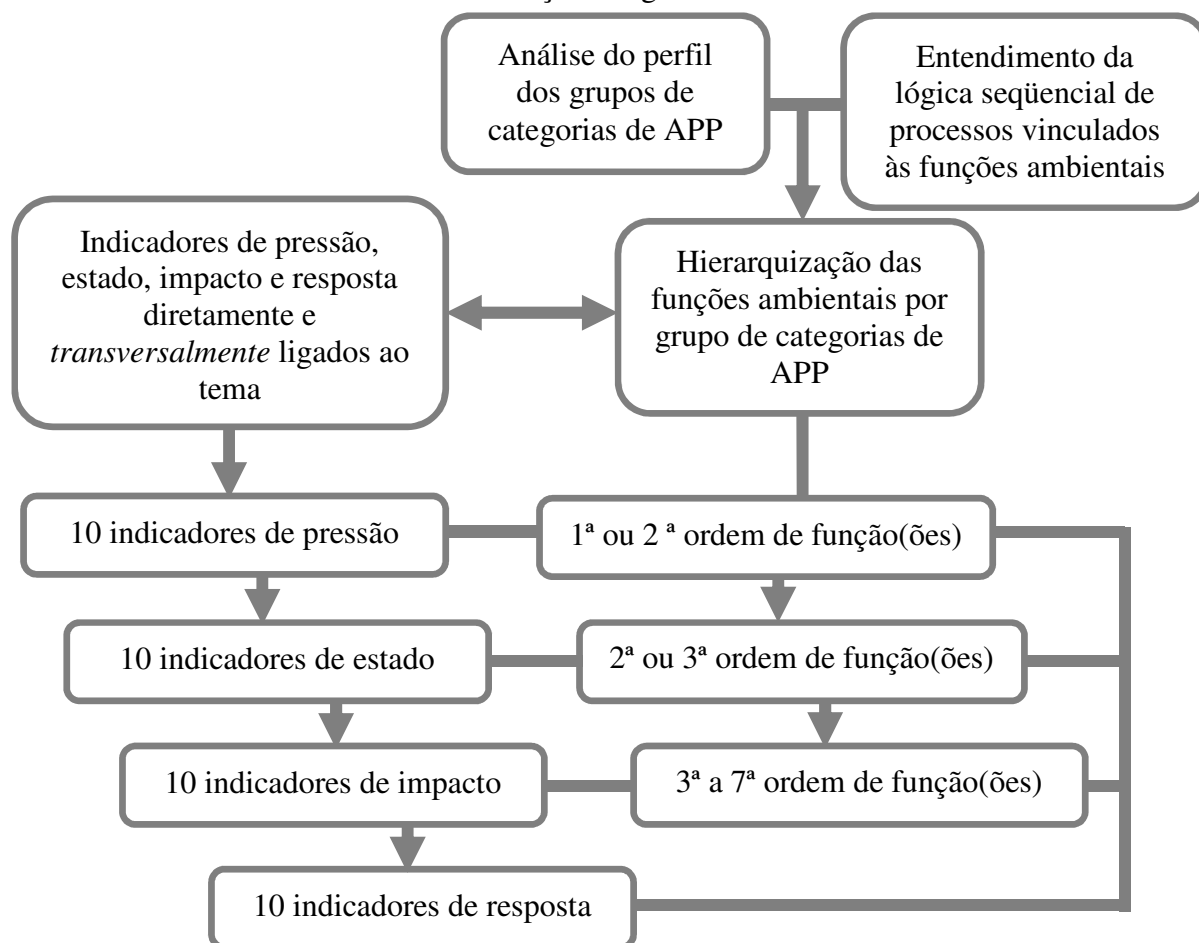 Análise do perfil
dos grupos de
categorias de APP
Entendimento da
lógica seqüencial de
processos vinculados
às funções ambientais
Indicadores de pressão,
estado, impacto e resposta
diretamente e
transversalmente ligados ao
tema
Hierarquização das
funções ambientais por
grupo de categorias de
APP
10 indicadores de pressão
1ª ou 2 ª ordem de função(ões)
10 indicadores de estado
2ª ou 3ª ordem de função(ões)
10 indicadores de impacto
3ª a 7ª ordem de função(ões)
10 indicadores de resposta